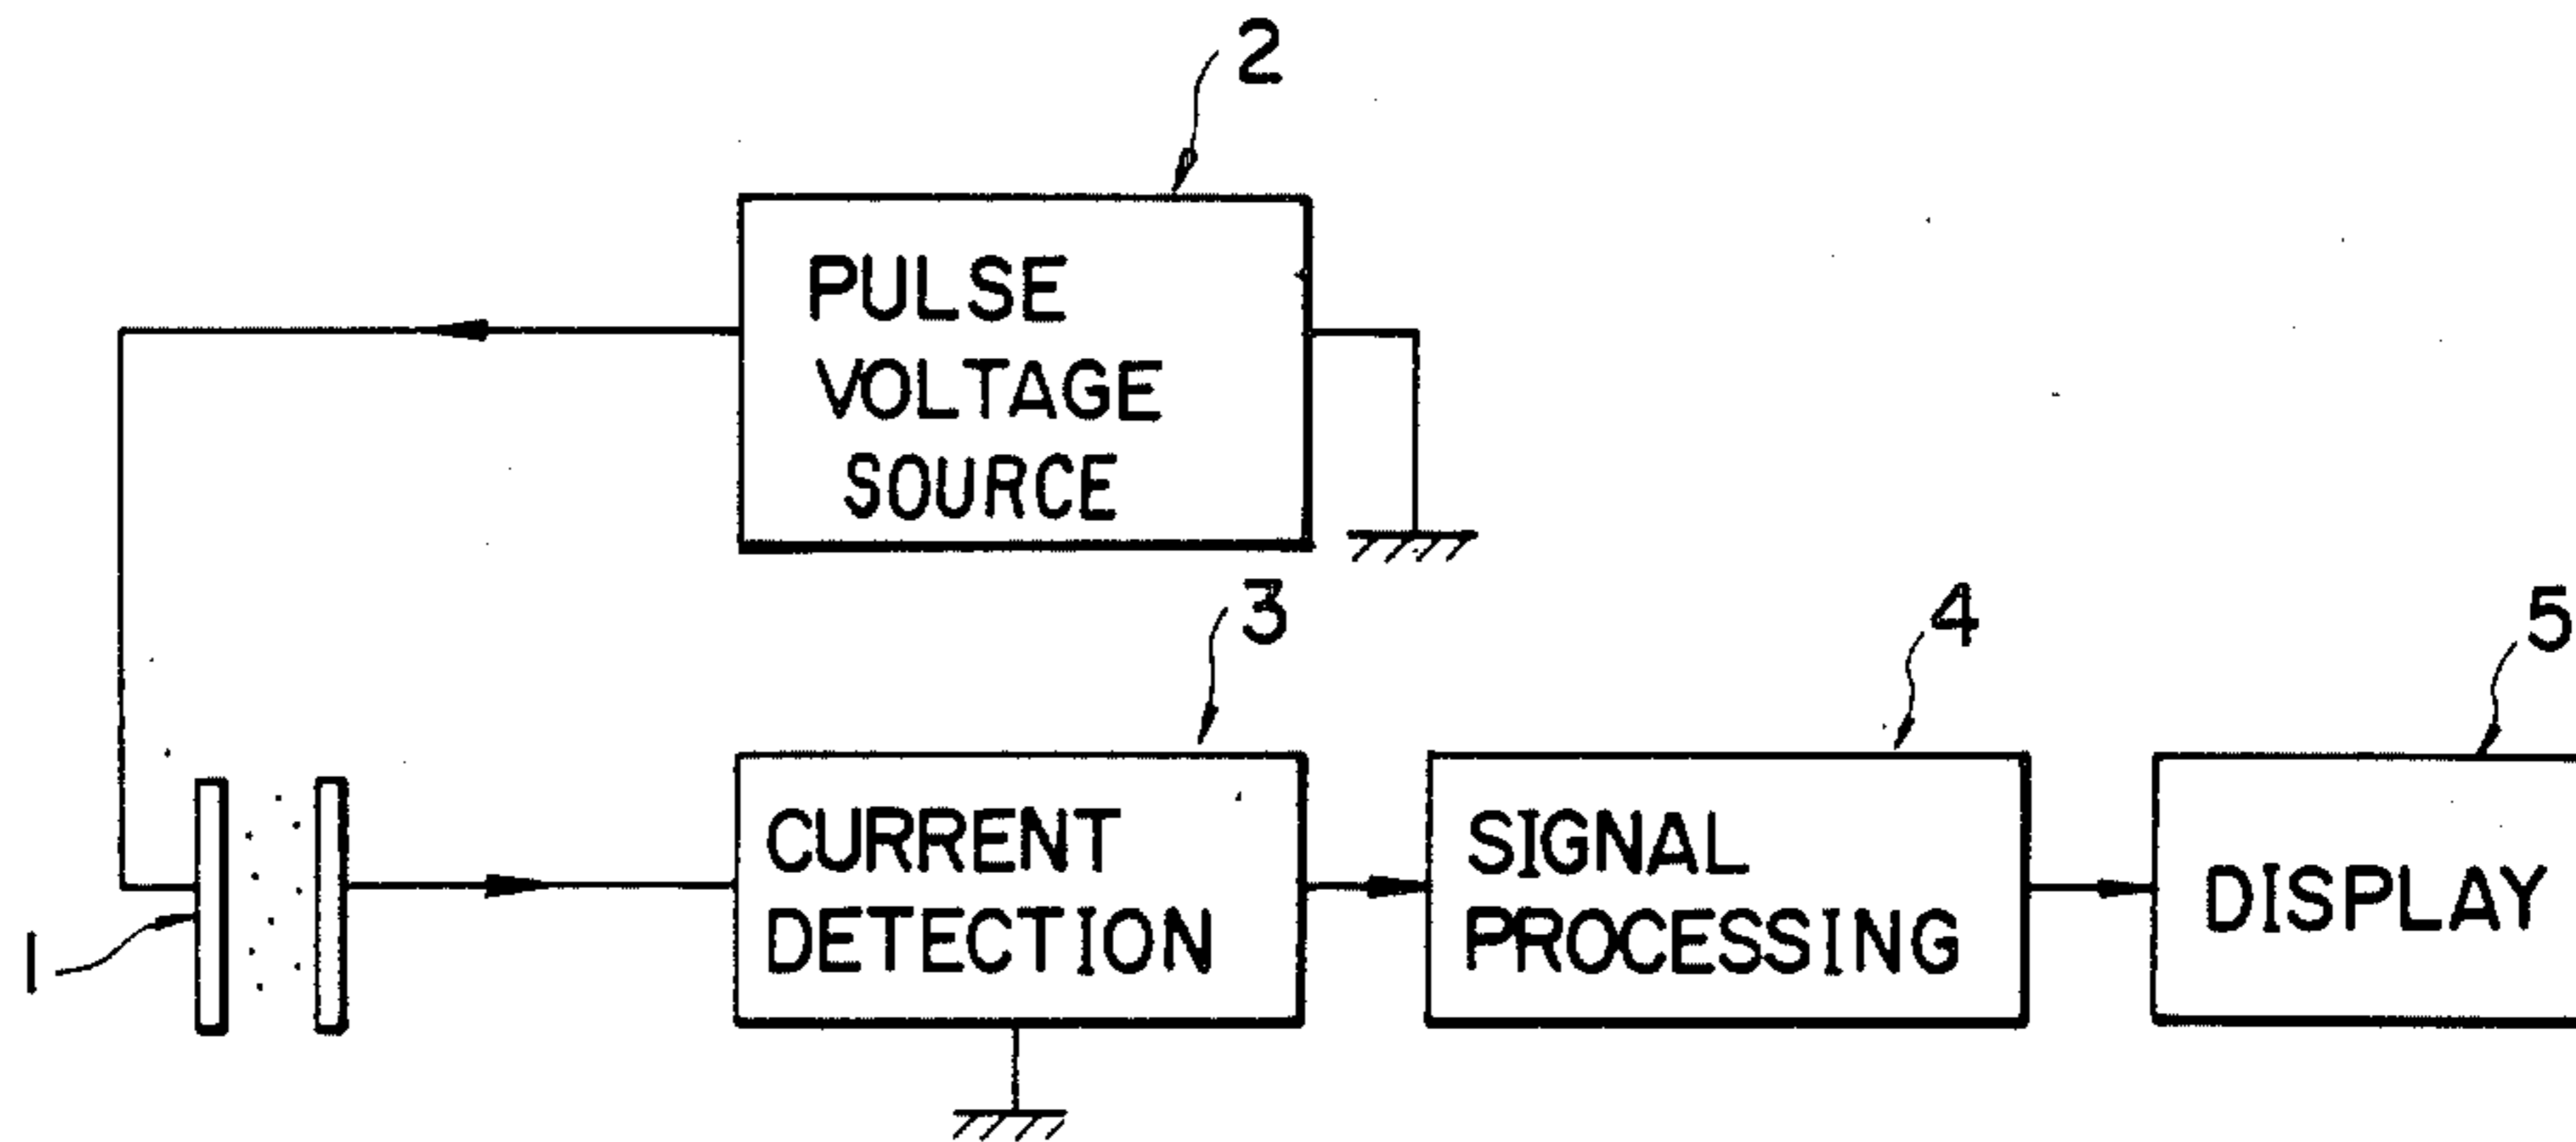 2
PULSE
VOLTAGE
SOURCE
3
4
5
CURRENT
DETECTION
SIGNAL
PROCESSING
DISPLAY
1